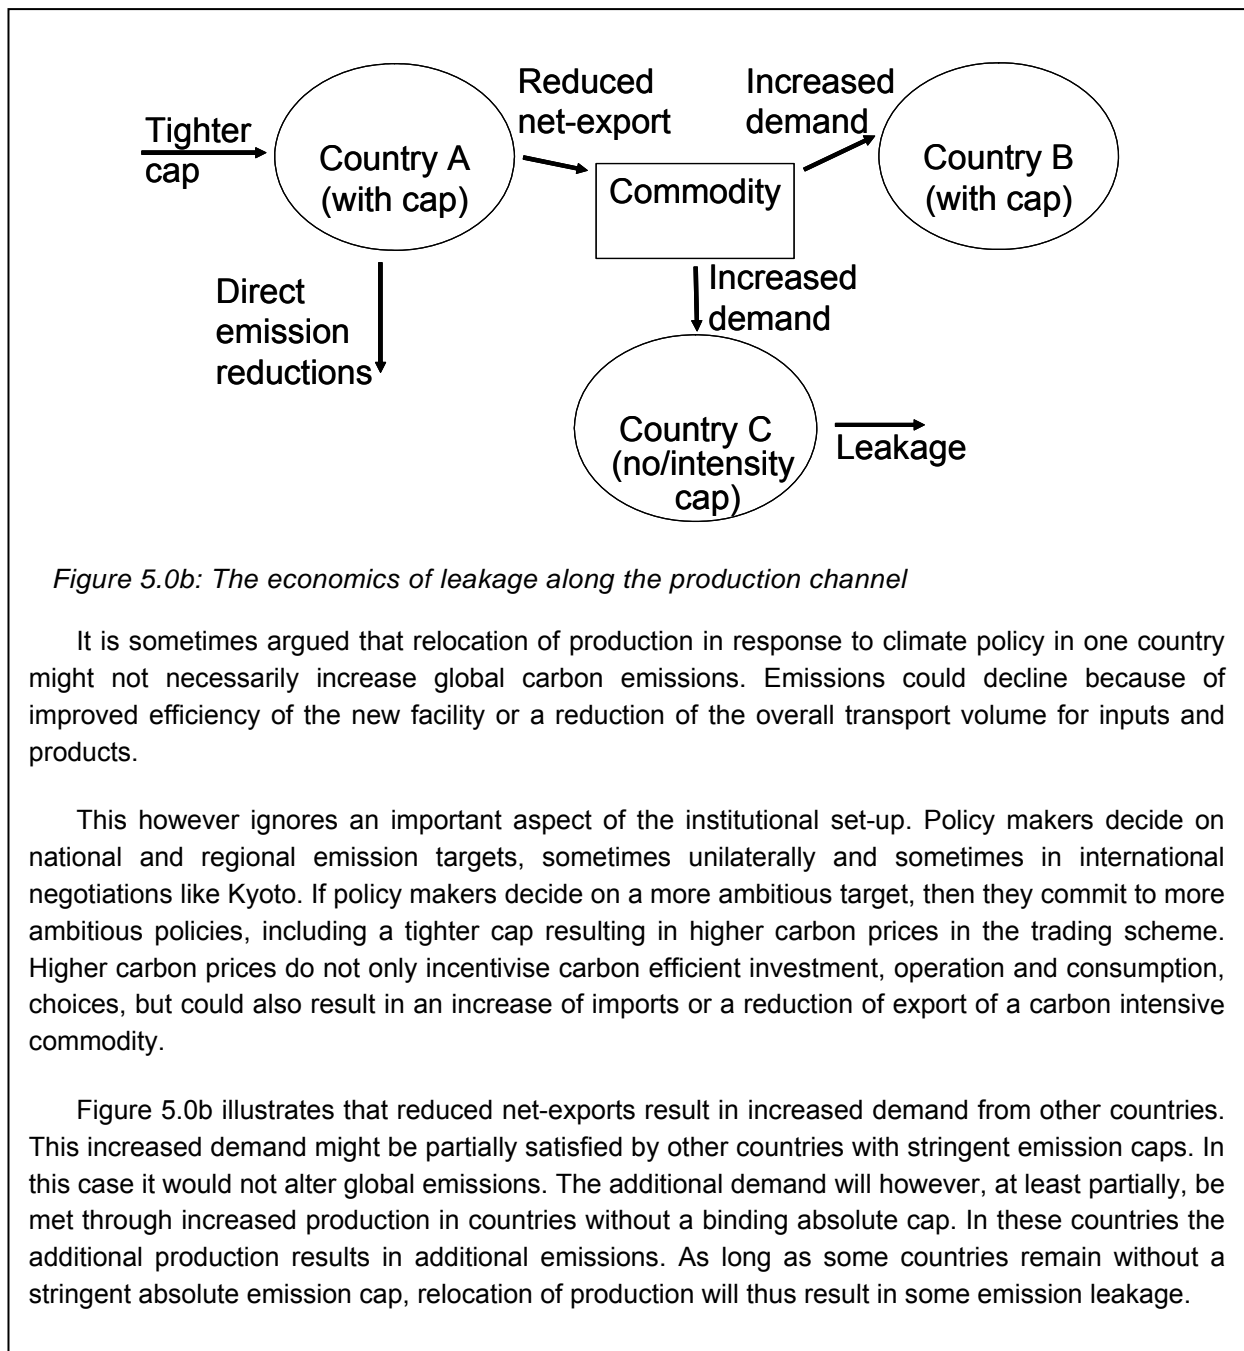 Tighter
cap
Country A
(with cap)
Reduced
net-export
Commodity
Increased
demand
Country B
(with cap)
Direct
emission
reductions
Increased
demand
Country C
(no/intensity
cap)
Leakage
Figure 5.0b: The economics of leakage along the production channel
It is sometimes argued that relocation of production in response to climate policy in one country
might not necessarily increase global carbon emissions. Emissions could decline because of
improved efficiency of the new facility or a reduction of the overall transport volume for inputs and
products.
This however ignores an important aspect of the institutional set-up. Policy makers decide on
national and regional emission targets, sometimes unilaterally and sometimes in international
negotiations like Kyoto. If policy makers decide on a more ambitious target, then they commit to more
ambitious policies, including a tighter cap resulting in higher carbon prices in the trading scheme.
Higher carbon prices do not only incentivise carbon efficient investment, operation and consumption,
choices, but could also result in an increase of imports or a reduction of export of a carbon intensive
commodity.
Figure 5.0b illustrates that reduced net-exports result in increased demand from other countries.
This increased demand might be partially satisfied by other countries with stringent emission caps. In
this case it would not alter global emissions. The additional demand will however, at least partially, be
met through increased production in countries without a binding absolute cap. In these countries the
additional production results in additional emissions. As long as some countries remain without a
stringent absolute emission cap, relocation of production will thus result in some emission leakage.